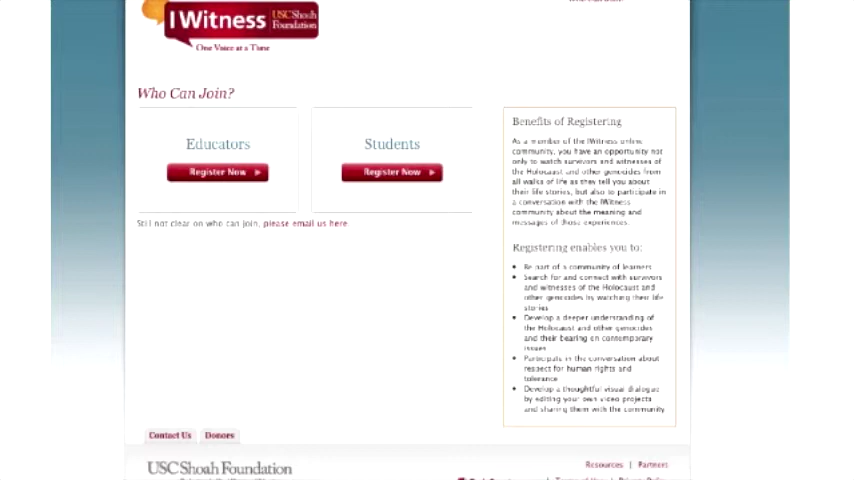 IWitness USC Shoah
Foundation
One Voice at a Time
Who Can Join?
Educators
Register Now
Students
Register Now
Still not clear on who can join, please email us here
Benefits of Registering
As a member of the IWitness online
community, you have an opportunity not
only to watch survivors and witnesses of
the Holocaust and other genocides from
all walks of life as they tell you about
their life stories, but also to participate in
a conversation with the IWitness
community about the meaning and
messages of those experiences.
Registering enables you to:
• Be part of a community of learners
• Search for and connect with survivors
and witnesses of the Holocaust and
other genocides by watching their life
stories
• Develop a deeper understanding of
the Holocaust and other genocides
and their bearing on contemporary
issues
• Participate in the conversation about
respect for human rights and
tolerance
• Develop a thoughtful visual dialogue
by editing your own video projects
and sharing them with the community
Contact Us Donors
USC Shoah Foundation
Resources | Partners